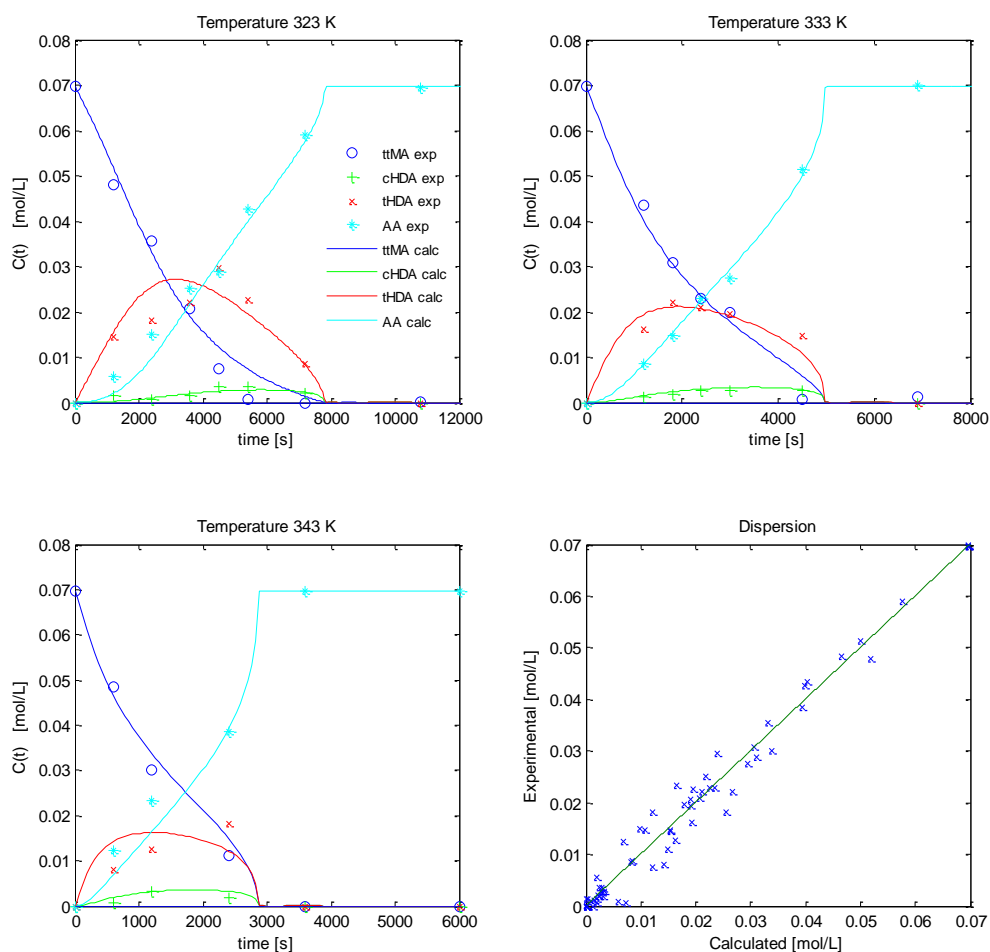 Temperature 323 K
0.08
0.07
0.06
0.05
0.04
0.03
0.02
0.01
0
C(t) [mol/L]
0 2000 4000 6000 8000 10000 12000
time [s]
ttMA exp
cHDA exp
tHDA exp
AA exp
ttMA calc
cHDA calc
tHDA calc
AA calc
Temperature 333 K
0.08
0.07
0.06
0.05
0.04
0.03
0.02
0.01
0
C(t) [mol/L]
0 2000 4000 6000 8000
time [s]
Temperature 343 K
0.08
0.07
0.06
0.05
0.04
0.03
0.02
0.01
0
C(t) [mol/L]
0 1000 2000 3000 4000 5000 6000
time [s]
Dispersion
0.07
0.06
0.05
0.04
0.03
0.02
0.01
0
Experimental [mol/L]
0 0.01 0.02 0.03 0.04 0.05 0.06 0.07
Calculated [mol/L]